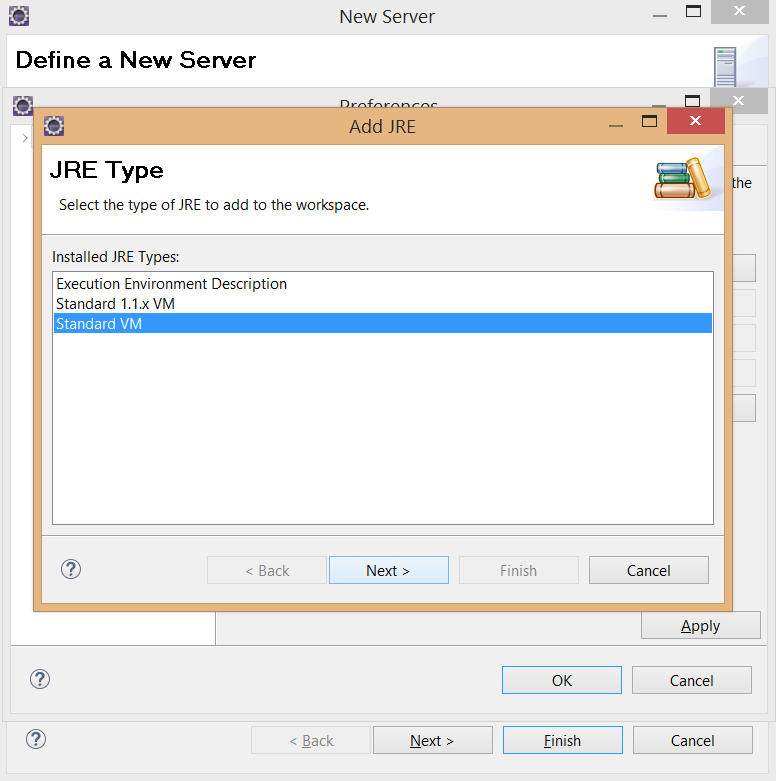 New Server
Define a New Server
Preferences
Add JRE
JRE Type
Select the type of JRE to add to the workspace.
the
Installed JRE Types:
Execution Environment Description
Standard 1.1.x VM
Standard VM
< Back Next > Finish Cancel
Apply
OK Cancel
< Back Next > Finish Cancel